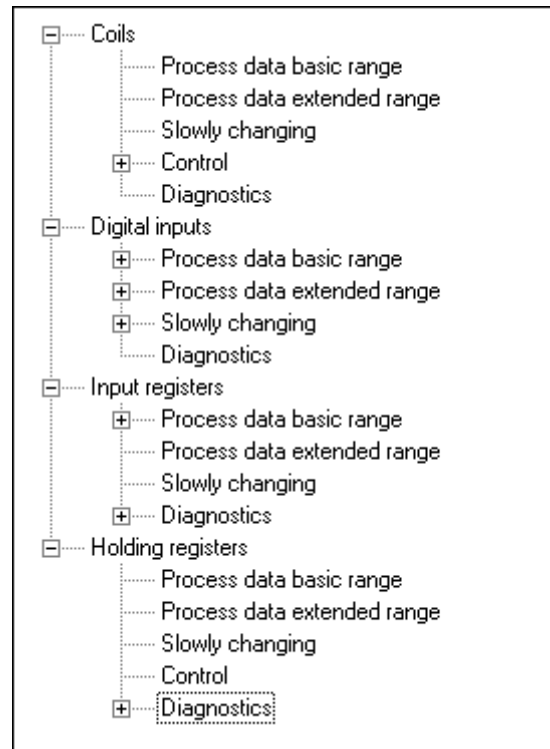 Coils
Process data basic range
Process data extended range
Slowly changing
Control
Diagnostics
Digital inputs
Process data basic range
Process data extended range
Slowly changing
Diagnostics
Input registers
Process data basic range
Process data extended range
Slowly changing
Diagnostics
Holding registers
Process data basic range
Process data extended range
Slowly changing
Control
Diagnostics